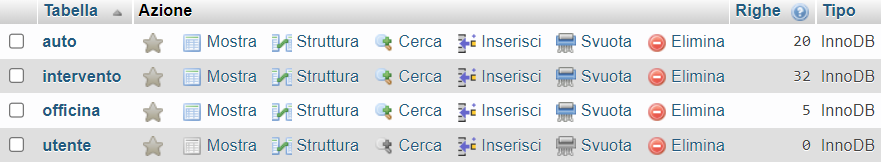 Tabella Azione Righe Tipo
auto Mostra Struttura Cerca Inserisci Svuota Elimina 20 InnoDB
intervento Mostra Struttura Cerca Inserisci Svuota Elimina 32 InnoDB
officina Mostra Struttura Cerca Inserisci Svuota Elimina 5 InnoDB
utente Mostra Struttura Cerca Inserisci Svuota Elimina 0 InnoDB